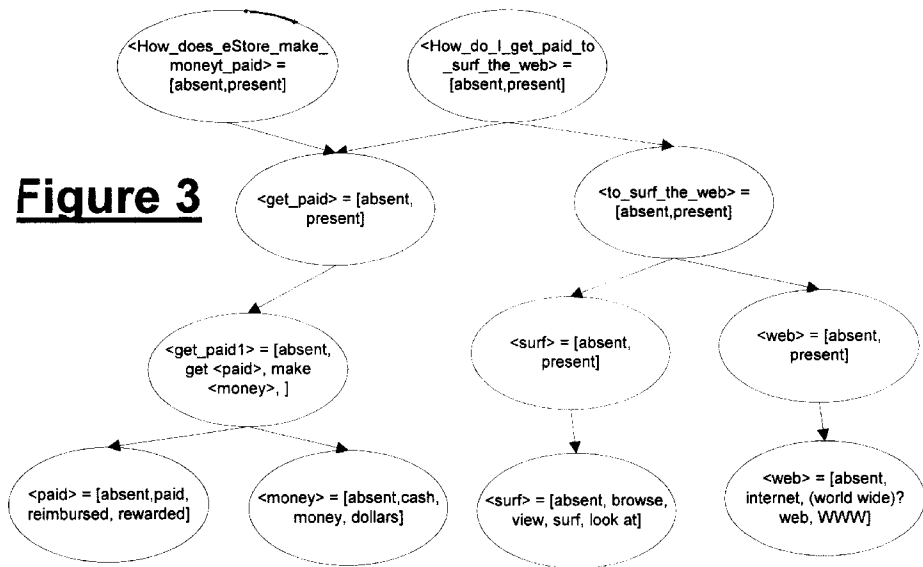 <How_does_eStore_make_
moneyt_paid> =
[absent,present]
<How_do_I_get_paid_to
_surf_the_web> =
[absent,present]
Figure 3
<get_paid> = [absent,
present]
<to_surf_the_web> =
[absent,present]
<get_paid1> = [absent,
get <paid>, make
<money>, ]
<surf> = [absent,
present]
<web> = [absent,
present]
<paid> = [absent,paid,
reimbursed, rewarded]
<money> = [absent,cash,
money, dollars]
<surf> = [absent, browse,
view, surf, look at]
<web> = [absent,
internet, (world wide)?
web, WWW]